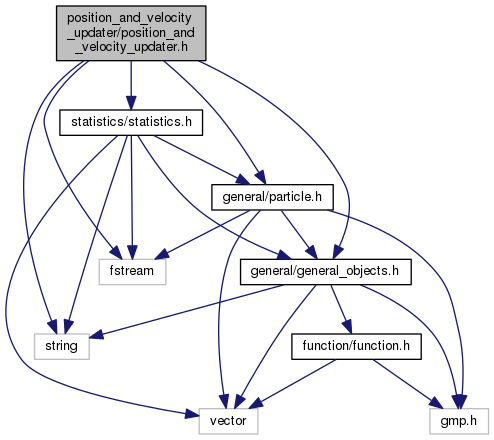 position_and_velocity
_updater/position_and
_velocity_updater.h
statistics/statistics.h
general/particle.h
fstream
general/general_objects.h
string
function/function.h
vector
gmp.h